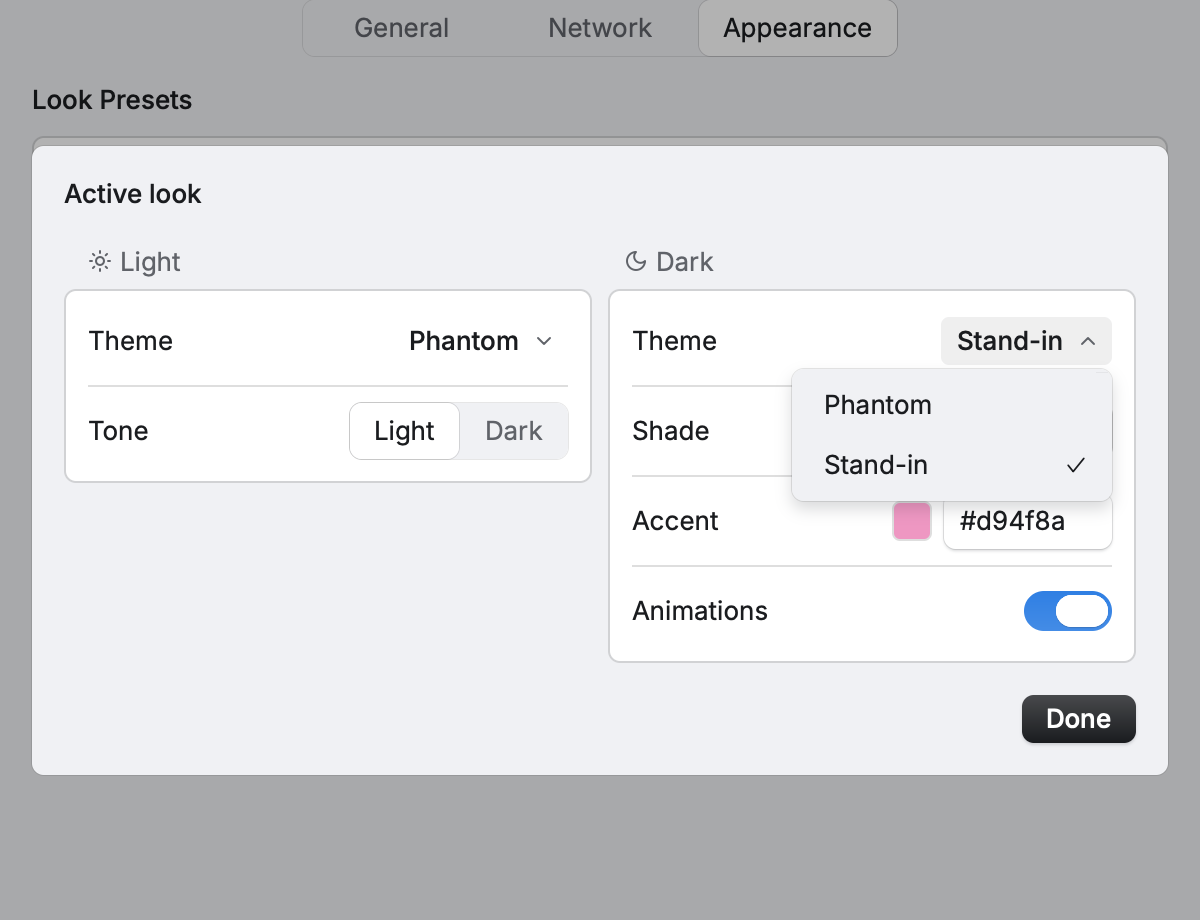 General Network Appearance
Look Presets
Active look
Light
Theme Phantom
Tone Light Dark
Dark
Theme Stand-in
Phantom
Stand-in
Shade
Accent #d94f8a
Animations
Done